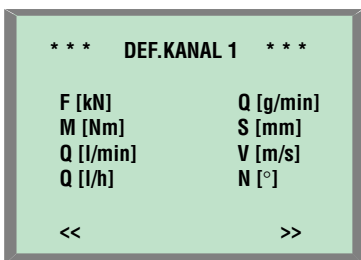 * * * DEF.KANAL 1 * * *
F [kN] Q [g/min]
M [Nm] S [mm]
Q [l/min] V [m/s]
Q [l/h] N [°]
<< >>